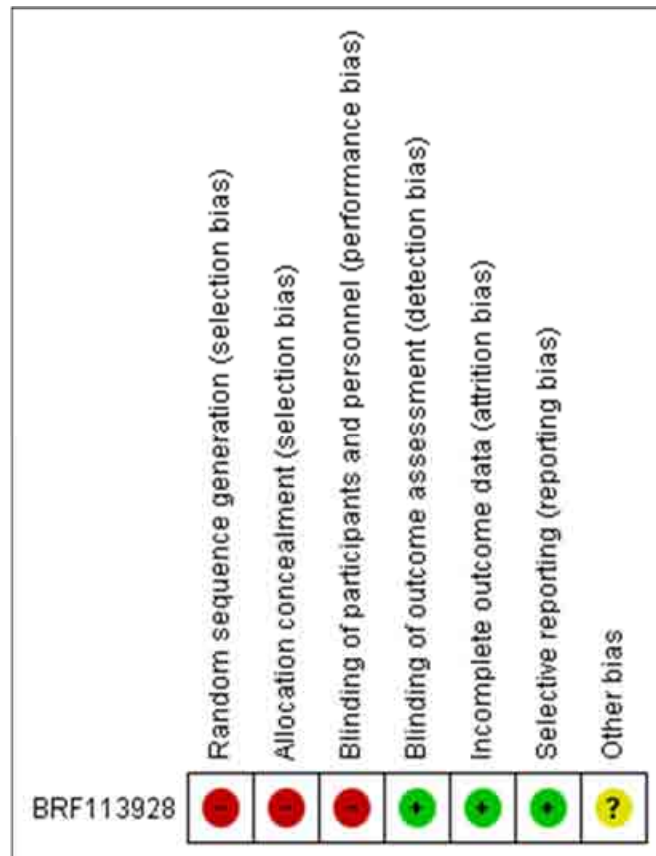 Random sequence generation (selection bias)
Allocation concealment (selection bias)
Blinding of participants and personnel (performance bias)
Blinding of outcome assessment (detection bias)
Incomplete outcome data (attrition bias)
Selective reporting (reporting bias)
Other bias
BRF113928 - - - + + + ?